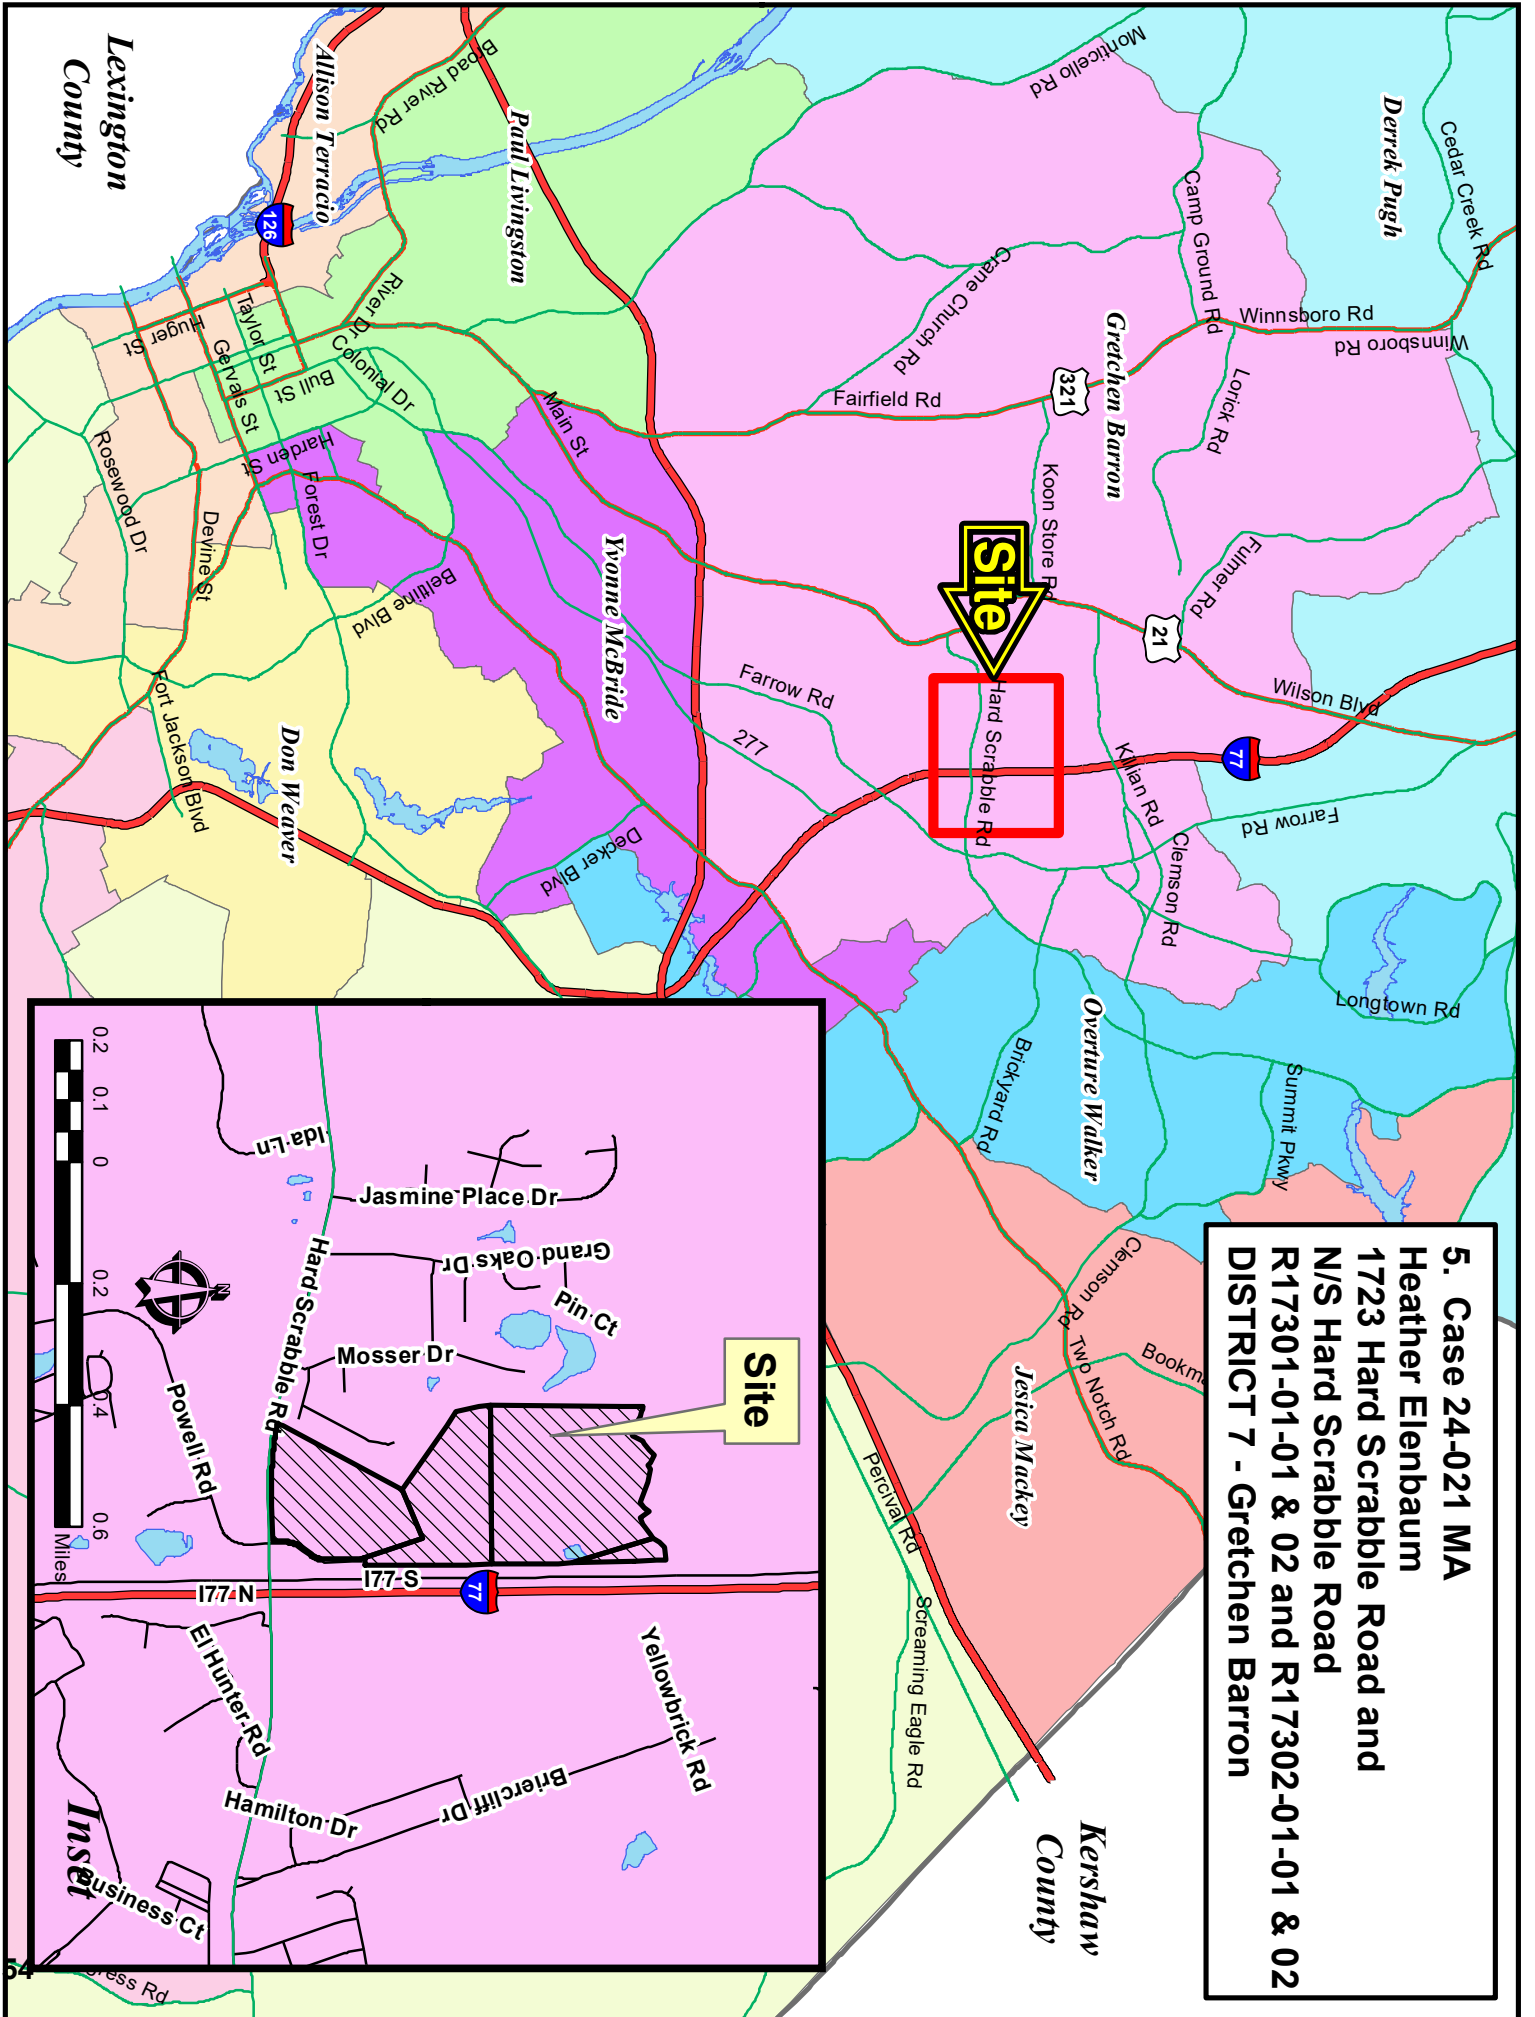 5. Case 24-021 MA
Heather Elenbaum
1723 Hard Scrabble Road and
N/S Hard Scrabble Road
R17301-01-01 & 02 and R17302-01-01 & 02
DISTRICT 7 - Gretchen Barron
Lexington
County
Kershaw
County
Allison Terracio
Paul Livingston
Derrek Pugh
Gretchen Barron
Yvonne McBride
Don Weaver
Overture Walker
Jesica Mackey
Site
126
321
21
77
277
Monticello Rd
Cedar Creek Rd
Broad River Rd
Camp Ground Rd
Crane Church Rd
Winnsboro Rd
Winnsboro Rd
Lorick Rd
Fairfield Rd
Koon Store Rd
Fulmer Rd
Wilson Blvd
Hard Scrabble Rd
Killian Rd
Farrow Rd
Farrow Rd
Clemson Rd
Longtown Rd
Summit Pkwy
Brickyard Rd
Clemson Rd
Two Notch Rd
Bookm
Percival Rd
Screaming Eagle Rd
River Dr
Colonial Dr
Main St
Huger St
Taylor St
Gervais St
Bull St
Harden St
Forest Dr
Rosewood Dr
Devine St
Beltline Blvd
Fort Jackson Blvd
Decker Blvd
ress Rd
54
Site
Ida Ln
Jasmine Place Dr
Grand Oaks Dr
Pin Ct
Mosser Dr
Hard Scrabble Rd
Powell Rd
I77 N
I77 S
77
El Hunter Rd
Yellowbrick Rd
Briercliff Dr
Hamilton Dr
Business Ct
Inset
N
0.2 0.1 0 0.2 0.4 0.6
Miles